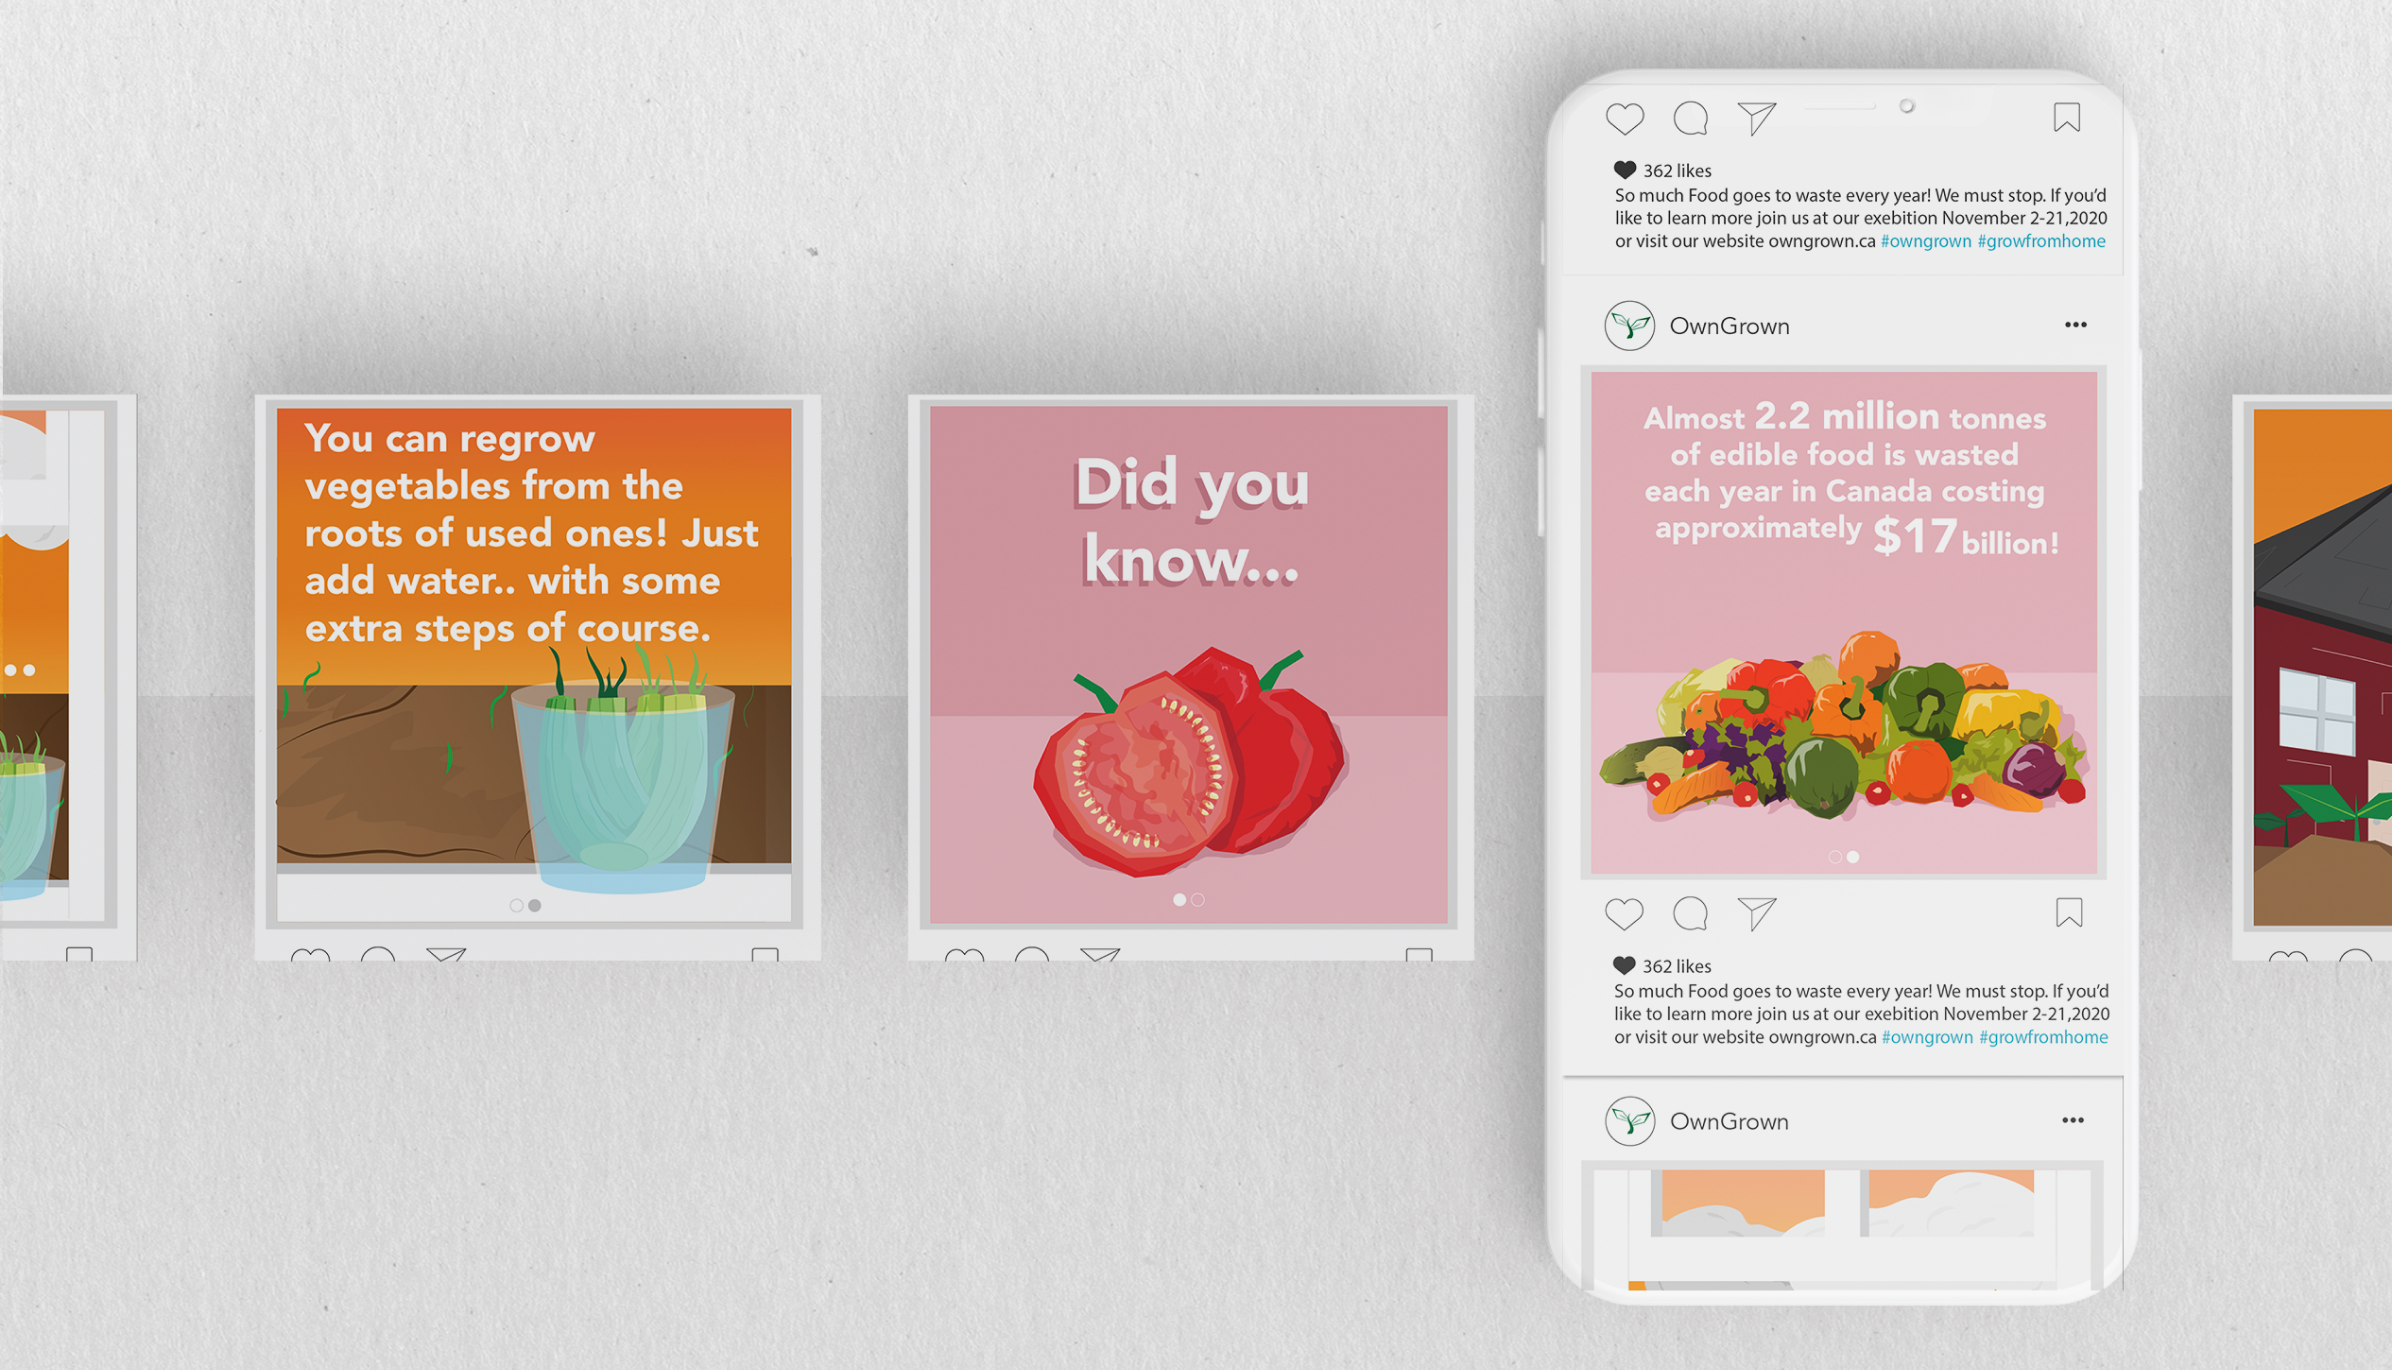 You can regrow
vegetables from the
roots of used ones! Just
add water.. with some
extra steps of course.
Did you
know...
362 likes
So much Food goes to waste every year! We must stop. If you'd
like to learn more join us at our exebition November 2-21,2020
or visit our website owngrown.ca #owngrown #growfromhome
OwnGrown
Almost 2.2 million tonnes
of edible food is wasted
each year in Canada costing
approximately $17 billion!
362 likes
So much Food goes to waste every year! We must stop. If you'd
like to learn more join us at our exebition November 2-21,2020
or visit our website owngrown.ca #owngrown #growfromhome
OwnGrown